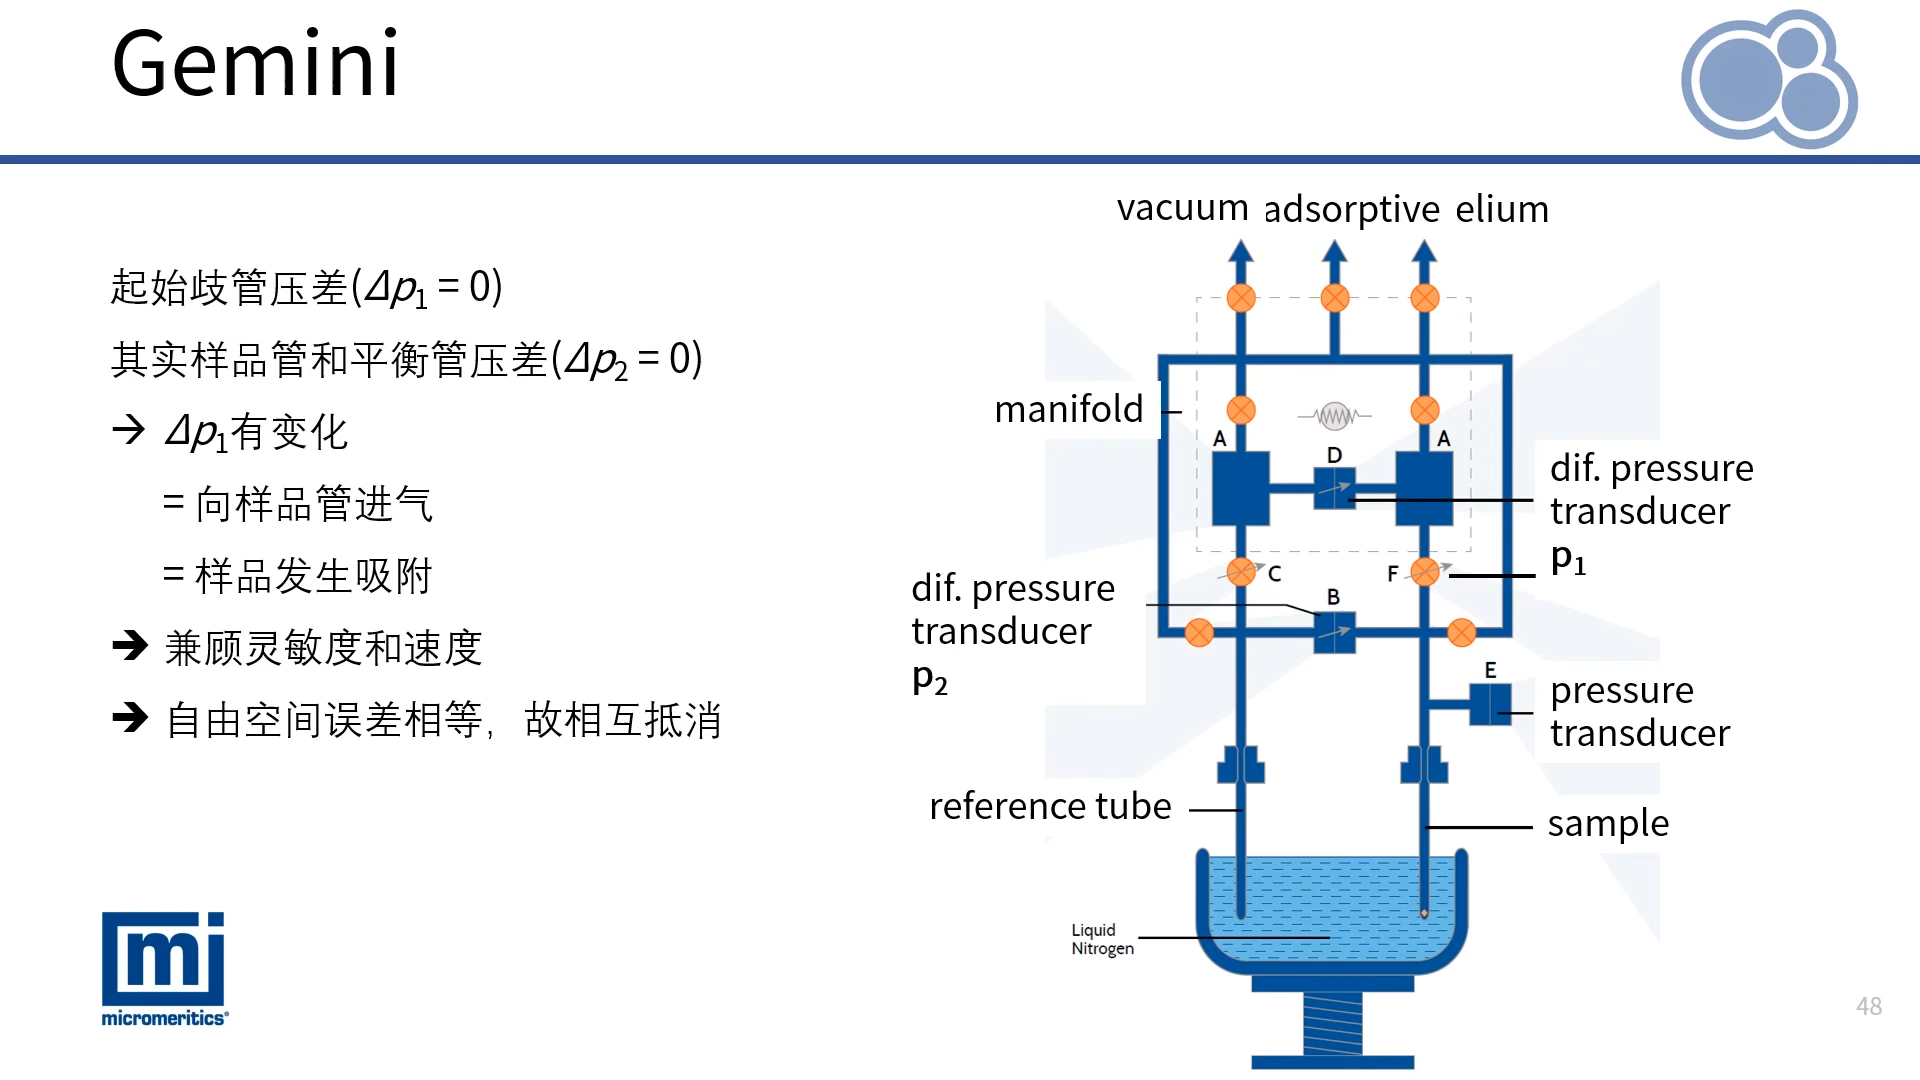 Gemini
起始歧管压差(Δp₁ = 0)
其实样品管和平衡管压差(Δp₂ = 0)
→ Δp₁有变化
= 向样品管进气
= 样品发生吸附
➔ 兼顾灵敏度和速度
➔ 自由空间误差相等，故相互抵消
vacuum adsorptive elium
manifold
A
A
D
dif. pressure
transducer
p₁
C
F
B
dif. pressure
transducer
p₂
E
pressure
transducer
reference tube
sample
Liquid
Nitrogen
mi
micromeritics®
48